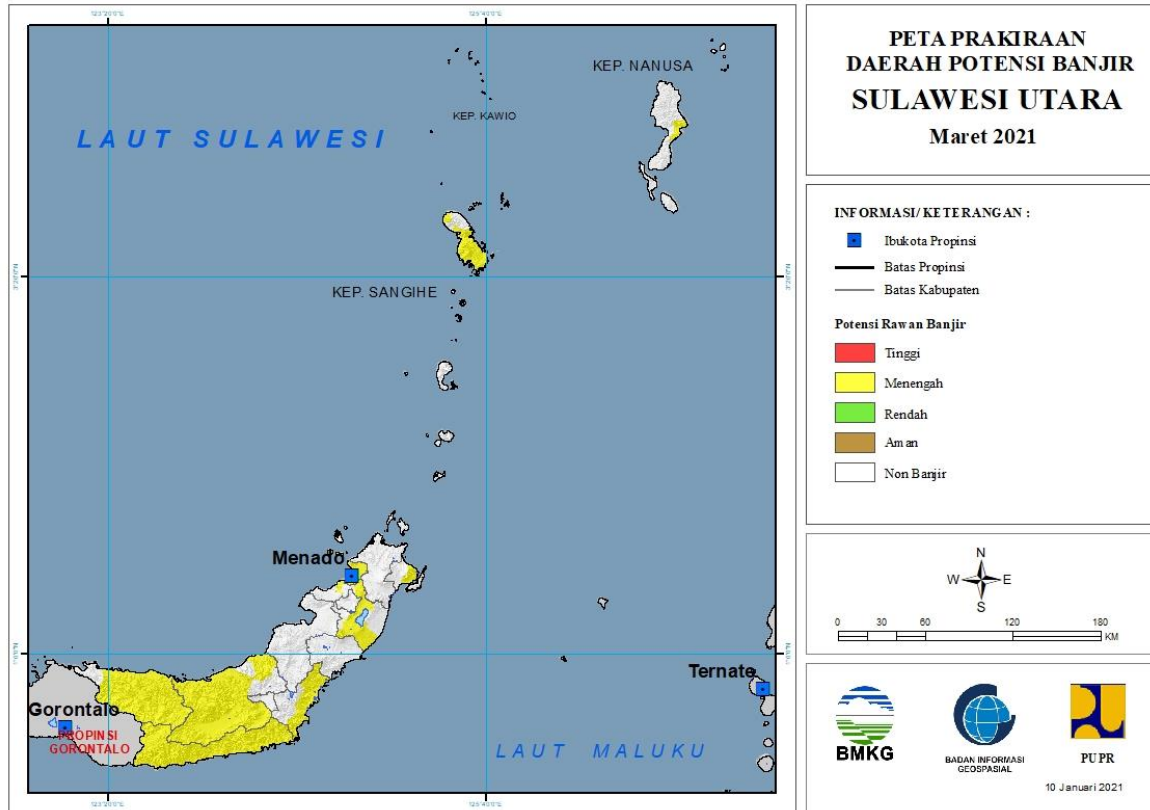 PETA PRAKIRAAN
DAERAH POTENSI BANJIR
SULAWESI UTARA
Maret 2021
INFORMASI/ KETERANGAN :
Ibukota Propinsi
Batas Propinsi
Batas Kabupaten
Potensi Rawan Banjir
Tinggi
Menengah
Rendah
Aman
Non Banjir
N
W
E
S
0 30 60 120 180
KM
BMKG
BADAN INFORMASI
GEOSPASIAL
PUPR
10 Januari 2021
KEP. NANUSA
KEP. KAWIO
LAUT SULAWESI
KEP. SANGIHE
Menado
Ternate
Gorontalo
PROPINSI
GORONTALO
LAUT MALUKU